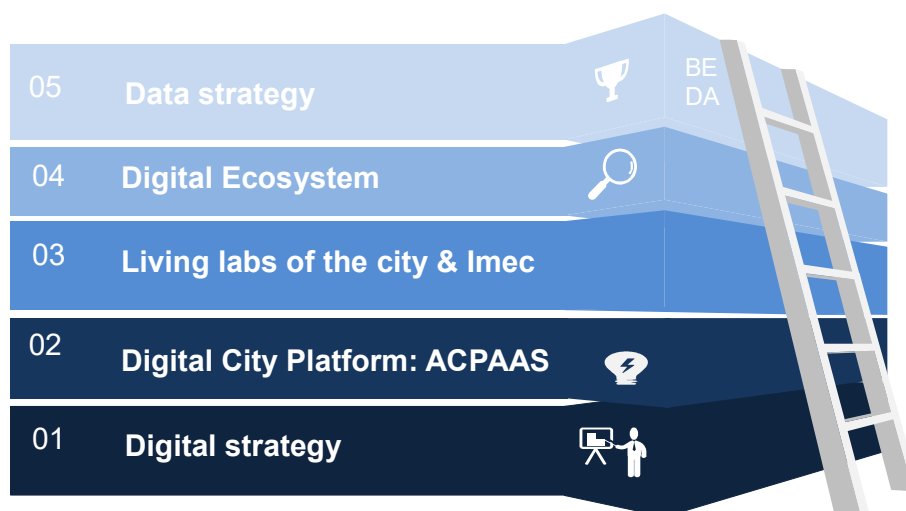 05 Data strategy
BE
DA
04 Digital Ecosystem
03 Living labs of the city & Imec
02 Digital City Platform: ACPAAS
01 Digital strategy